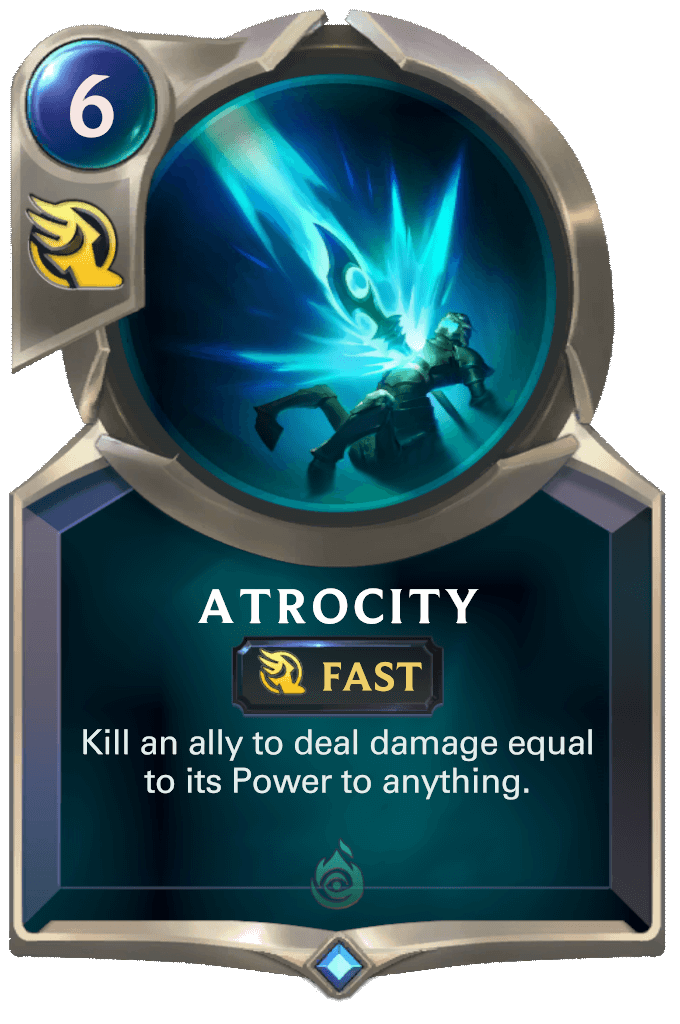 6
ATROCITY
FAST
Kill an ally to deal damage equal
to its Power to anything.